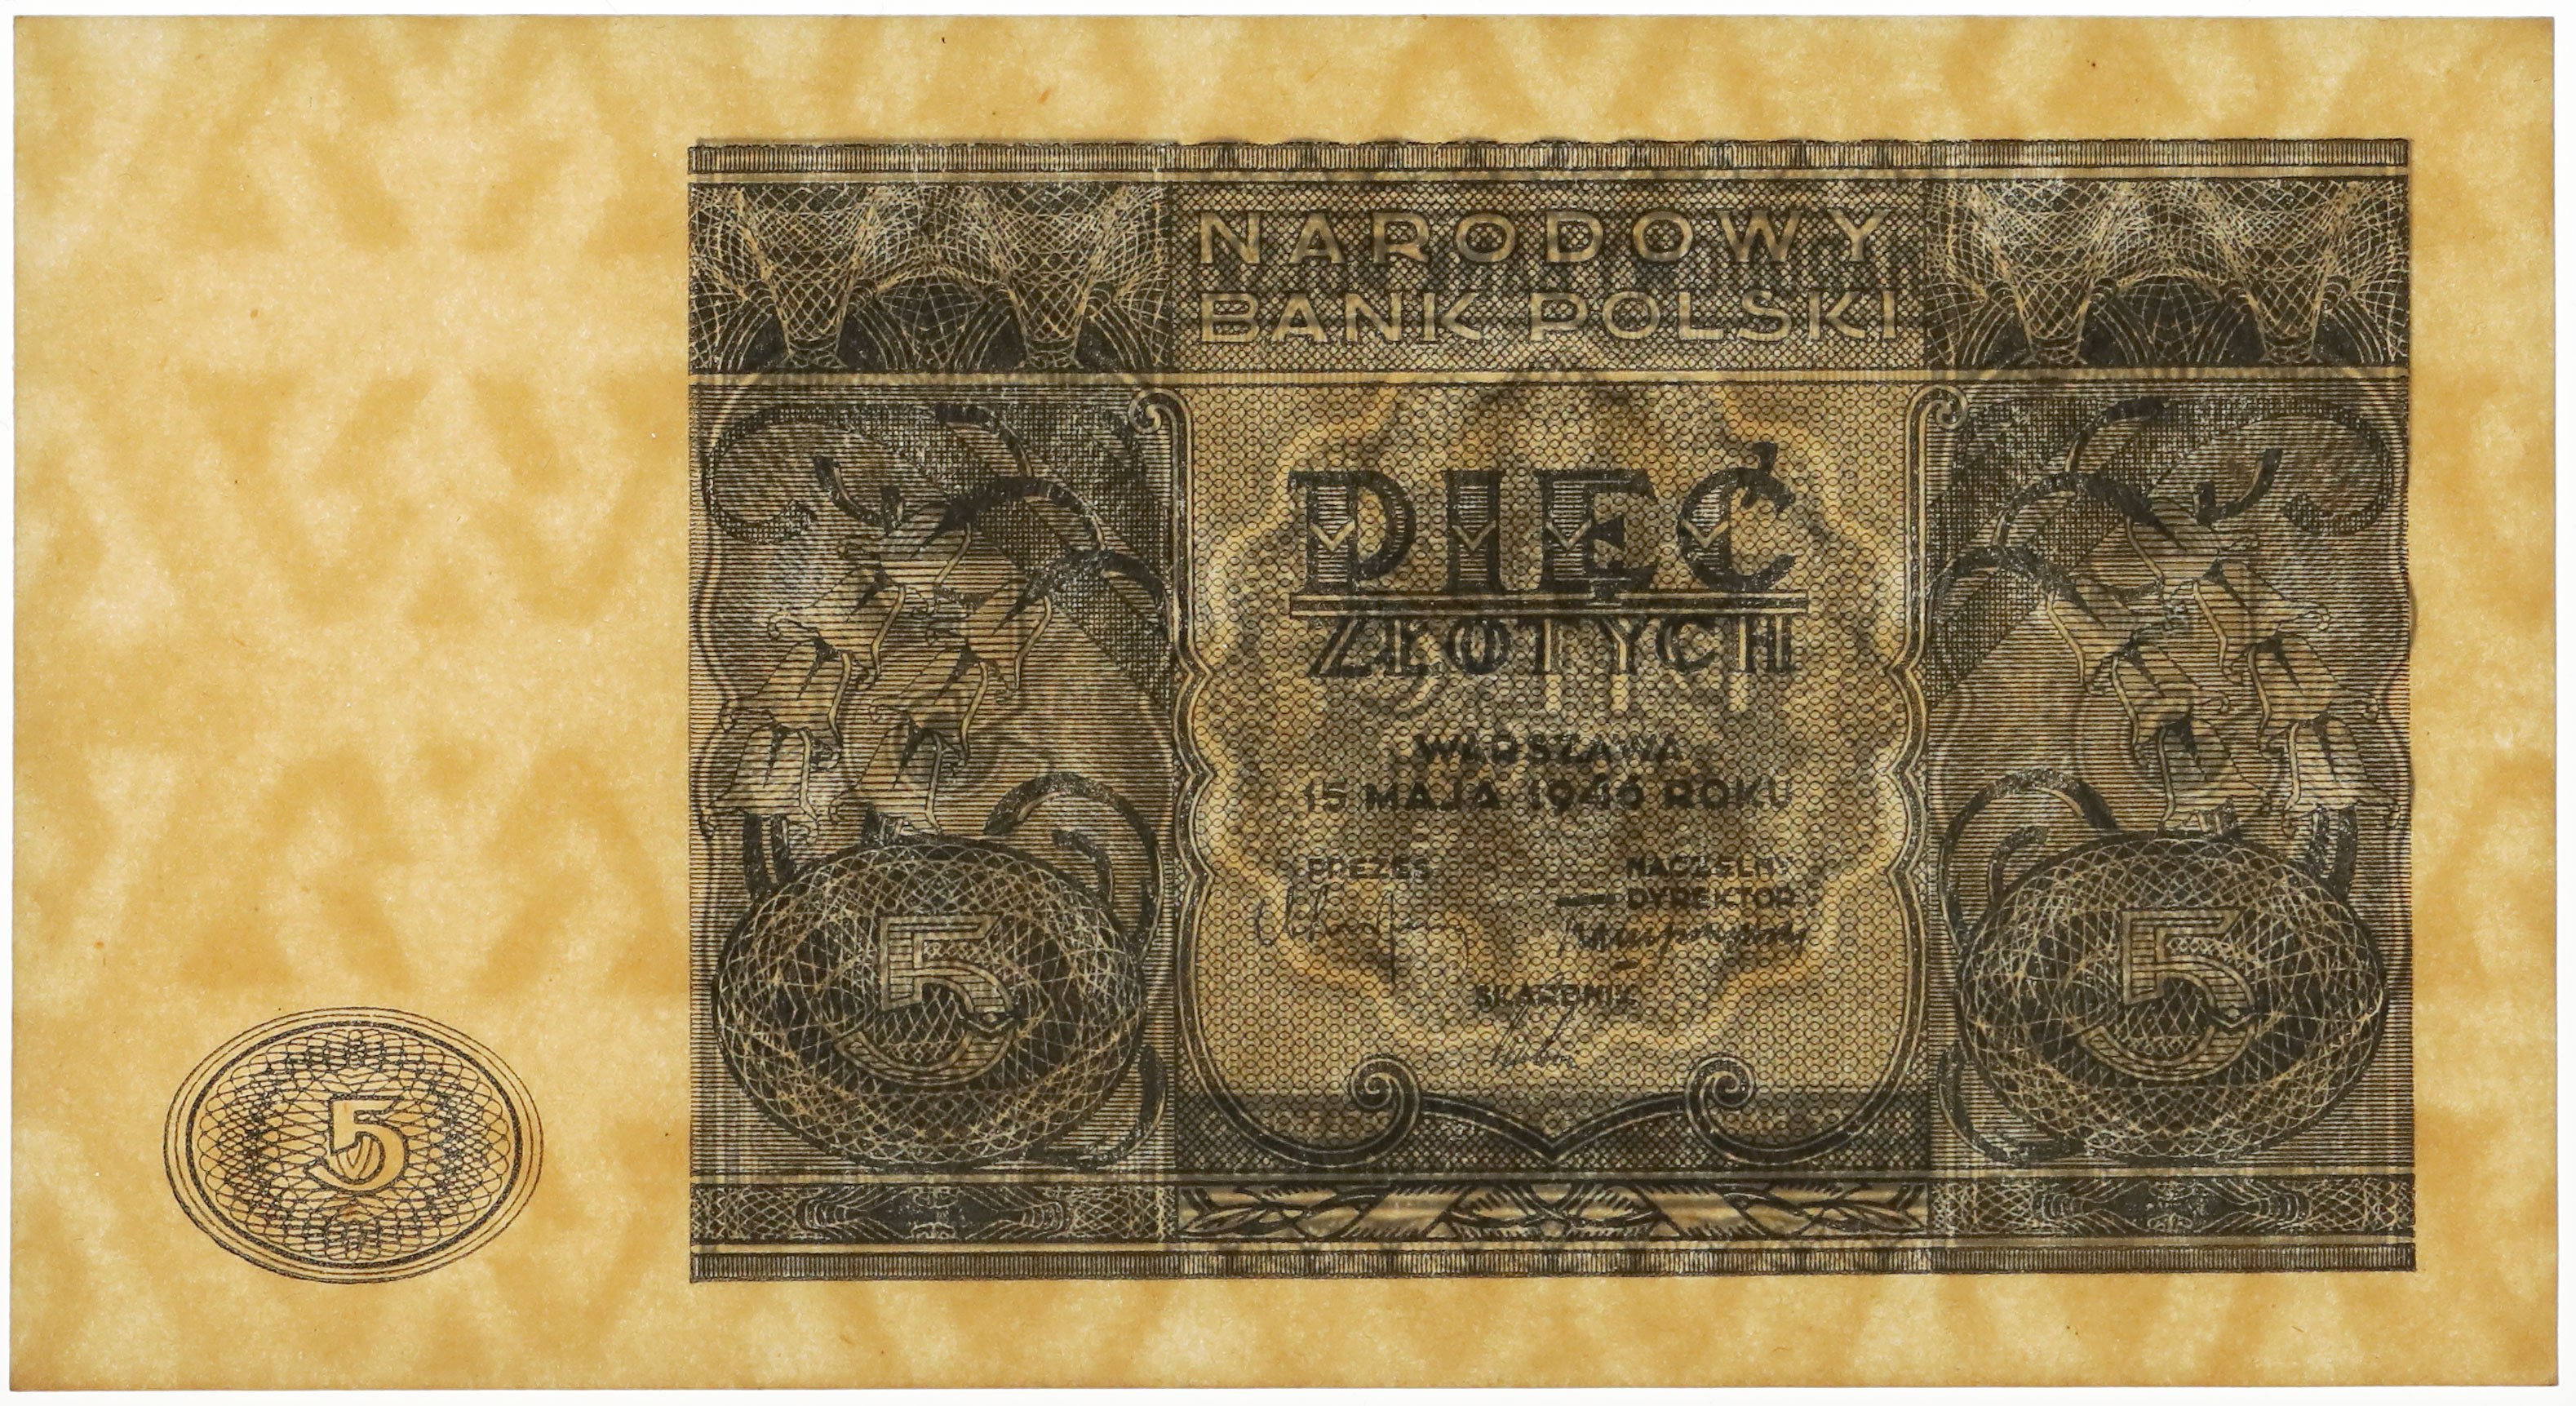 NARODOWY
BANK POLSKI
PIĘĆ
ZŁOTYCH
WARSZAWA
15 MAJA 1946 ROKU
PREZES
NACZELNY
DYREKTOR
SKARBNIK
5
5
5